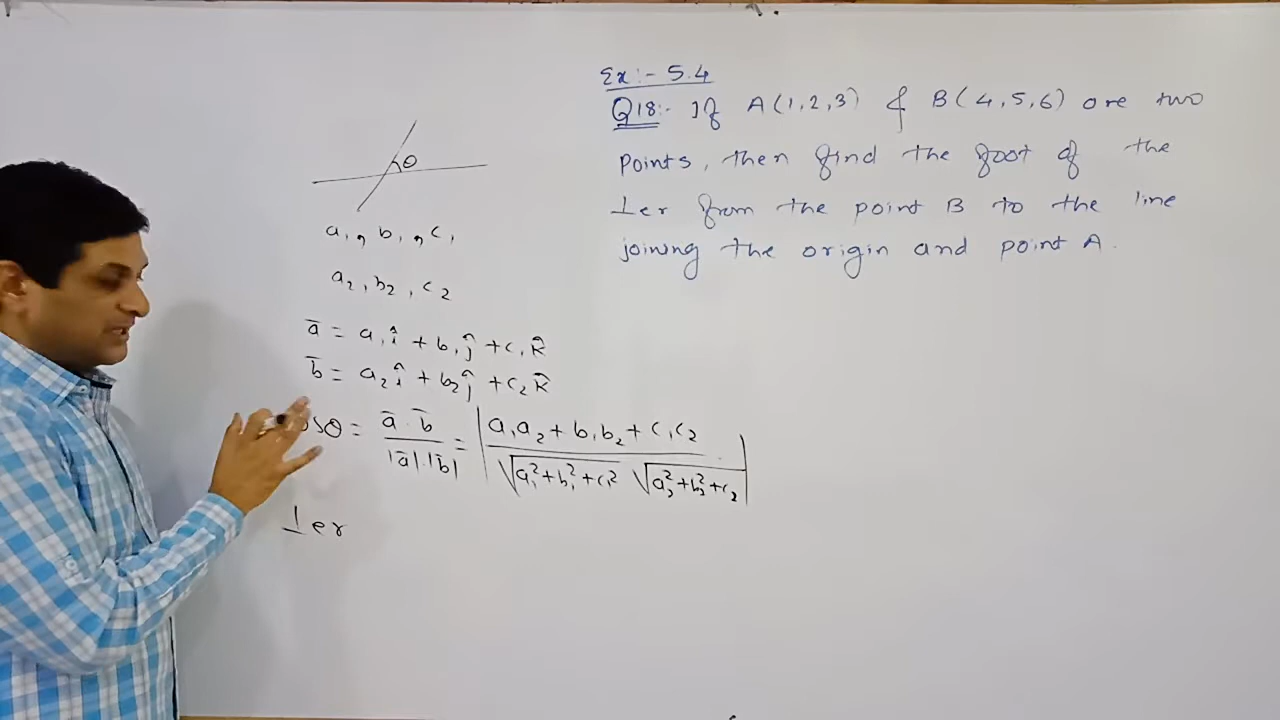 Ex:- 5.4
Q18:- If A(1,2,3) & B(4,5,6) are two
points, then find the foot of the
⊥er from the point B to the line
joining the origin and point A.
θ
a₁, b₁, c₁
a₂, b₂, c₂
a̅ = a₁î + b₁ĵ + c₁k̂
b̅ = a₂î + b₂ĵ + c₂k̂
osθ = a̅ . b̅ / |a̅|.|b̅| = | a₁a₂ + b₁b₂ + c₁c₂ / √a₁²+b₁²+c₁² √a₂²+b₂²+c₂ |
⊥er